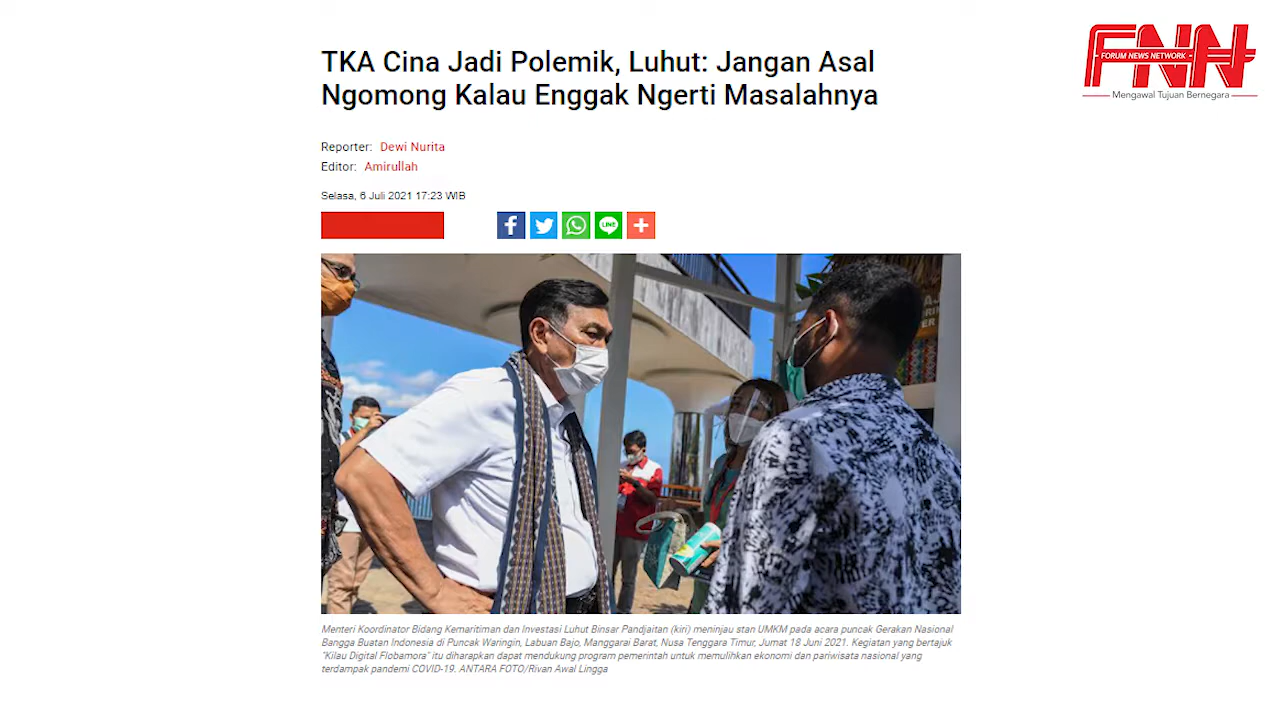 TKA Cina Jadi Polemik, Luhut: Jangan Asal
Ngomong Kalau Enggak Ngerti Masalahnya
FNN
FORUM NEWS NETWORK
Mengawal Tujuan Bernegara
Reporter: Dewi Nurita
Editor: Amirullah
Selasa, 6 Juli 2021 17:23 WIB
LINE
Menteri Koordinator Bidang Kemaritiman dan Investasi Luhut Binsar Pandjaitan (kiri) meninjau stan UMKM pada acara puncak Gerakan Nasional
Bangga Buatan Indonesia di Puncak Waringin, Labuan Bajo, Manggarai Barat, Nusa Tenggara Timur, Jumat 18 Juni 2021. Kegiatan yang bertajuk
"Kilau Digital Flobamora" itu diharapkan dapat mendukung program pemerintah untuk memulihkan ekonomi dan pariwisata nasional yang
terdampak pandemi COVID-19. ANTARA FOTO/Rivan Awal Lingga